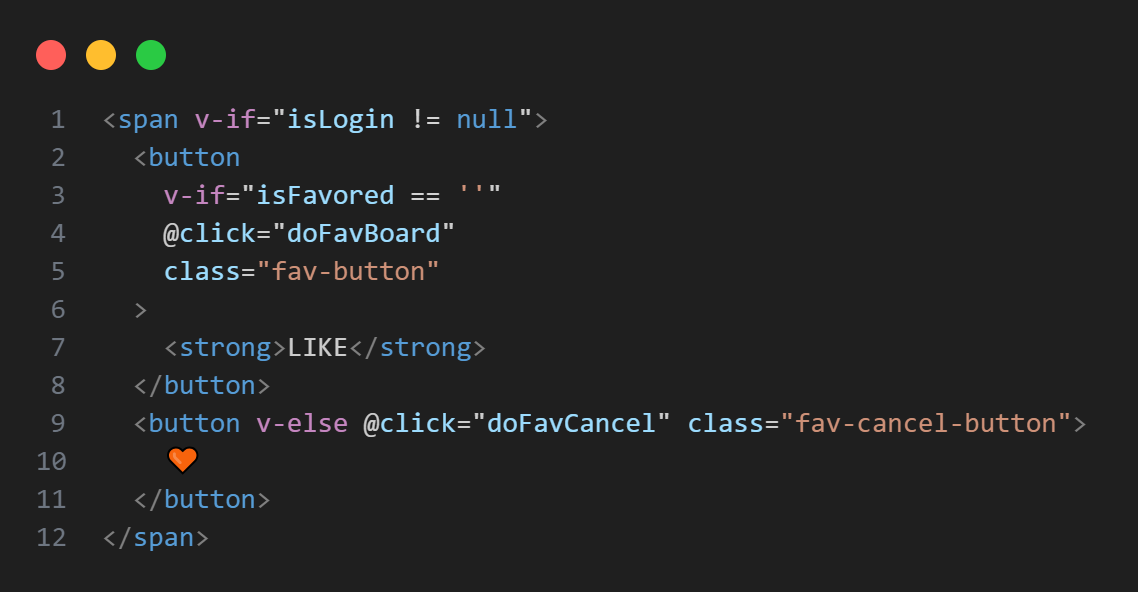 1 <span v-if="isLogin != null">
2   <button
3     v-if="isFavored == ''"
4     @click="doFavBoard"
5     class="fav-button"
6   >
7     <strong>LIKE</strong>
8   </button>
9   <button v-else @click="doFavCancel" class="fav-cancel-button">
10     🧡
11   </button>
12 </span>